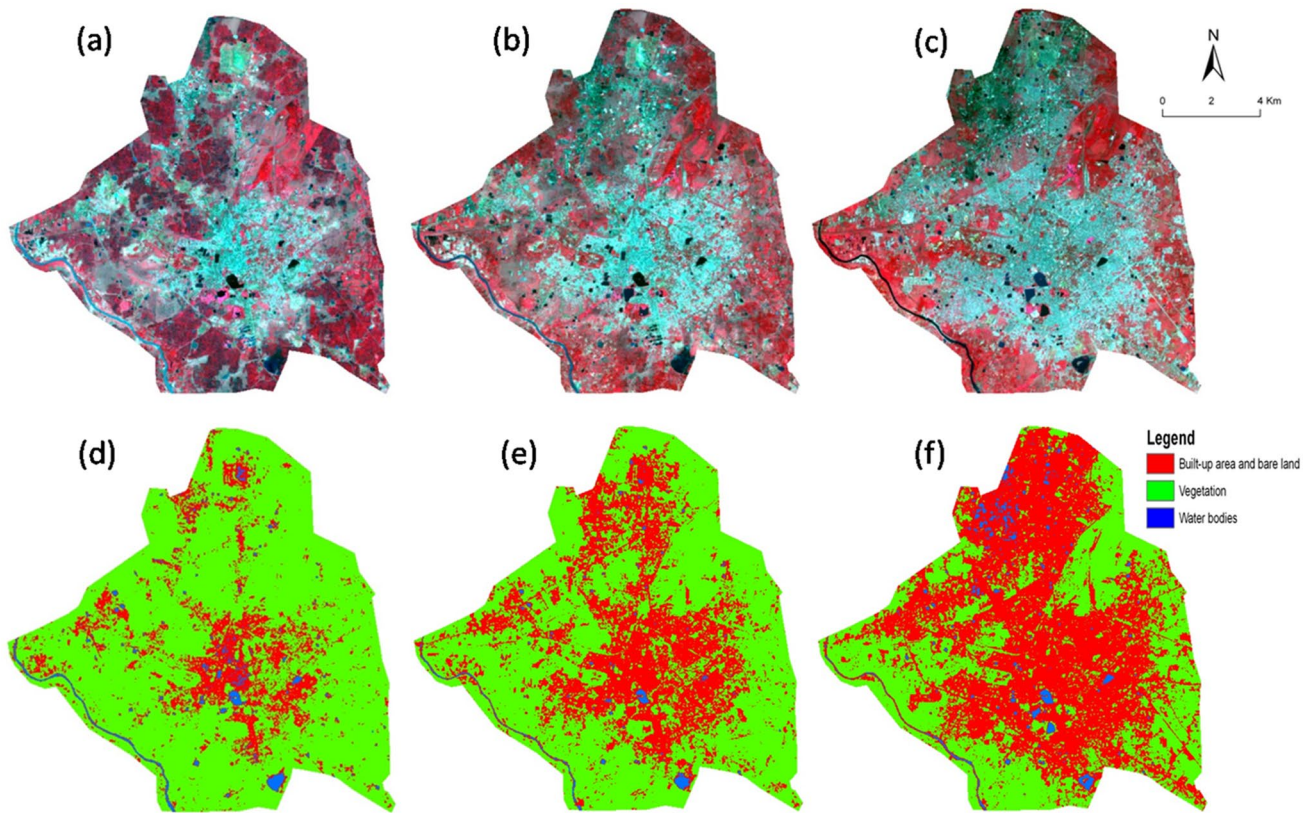 (a)
(b)
(c)
N
0 2 4 Km
(d)
(e)
(f)
Legend
Built-up area and bare land
Vegetation
Water bodies